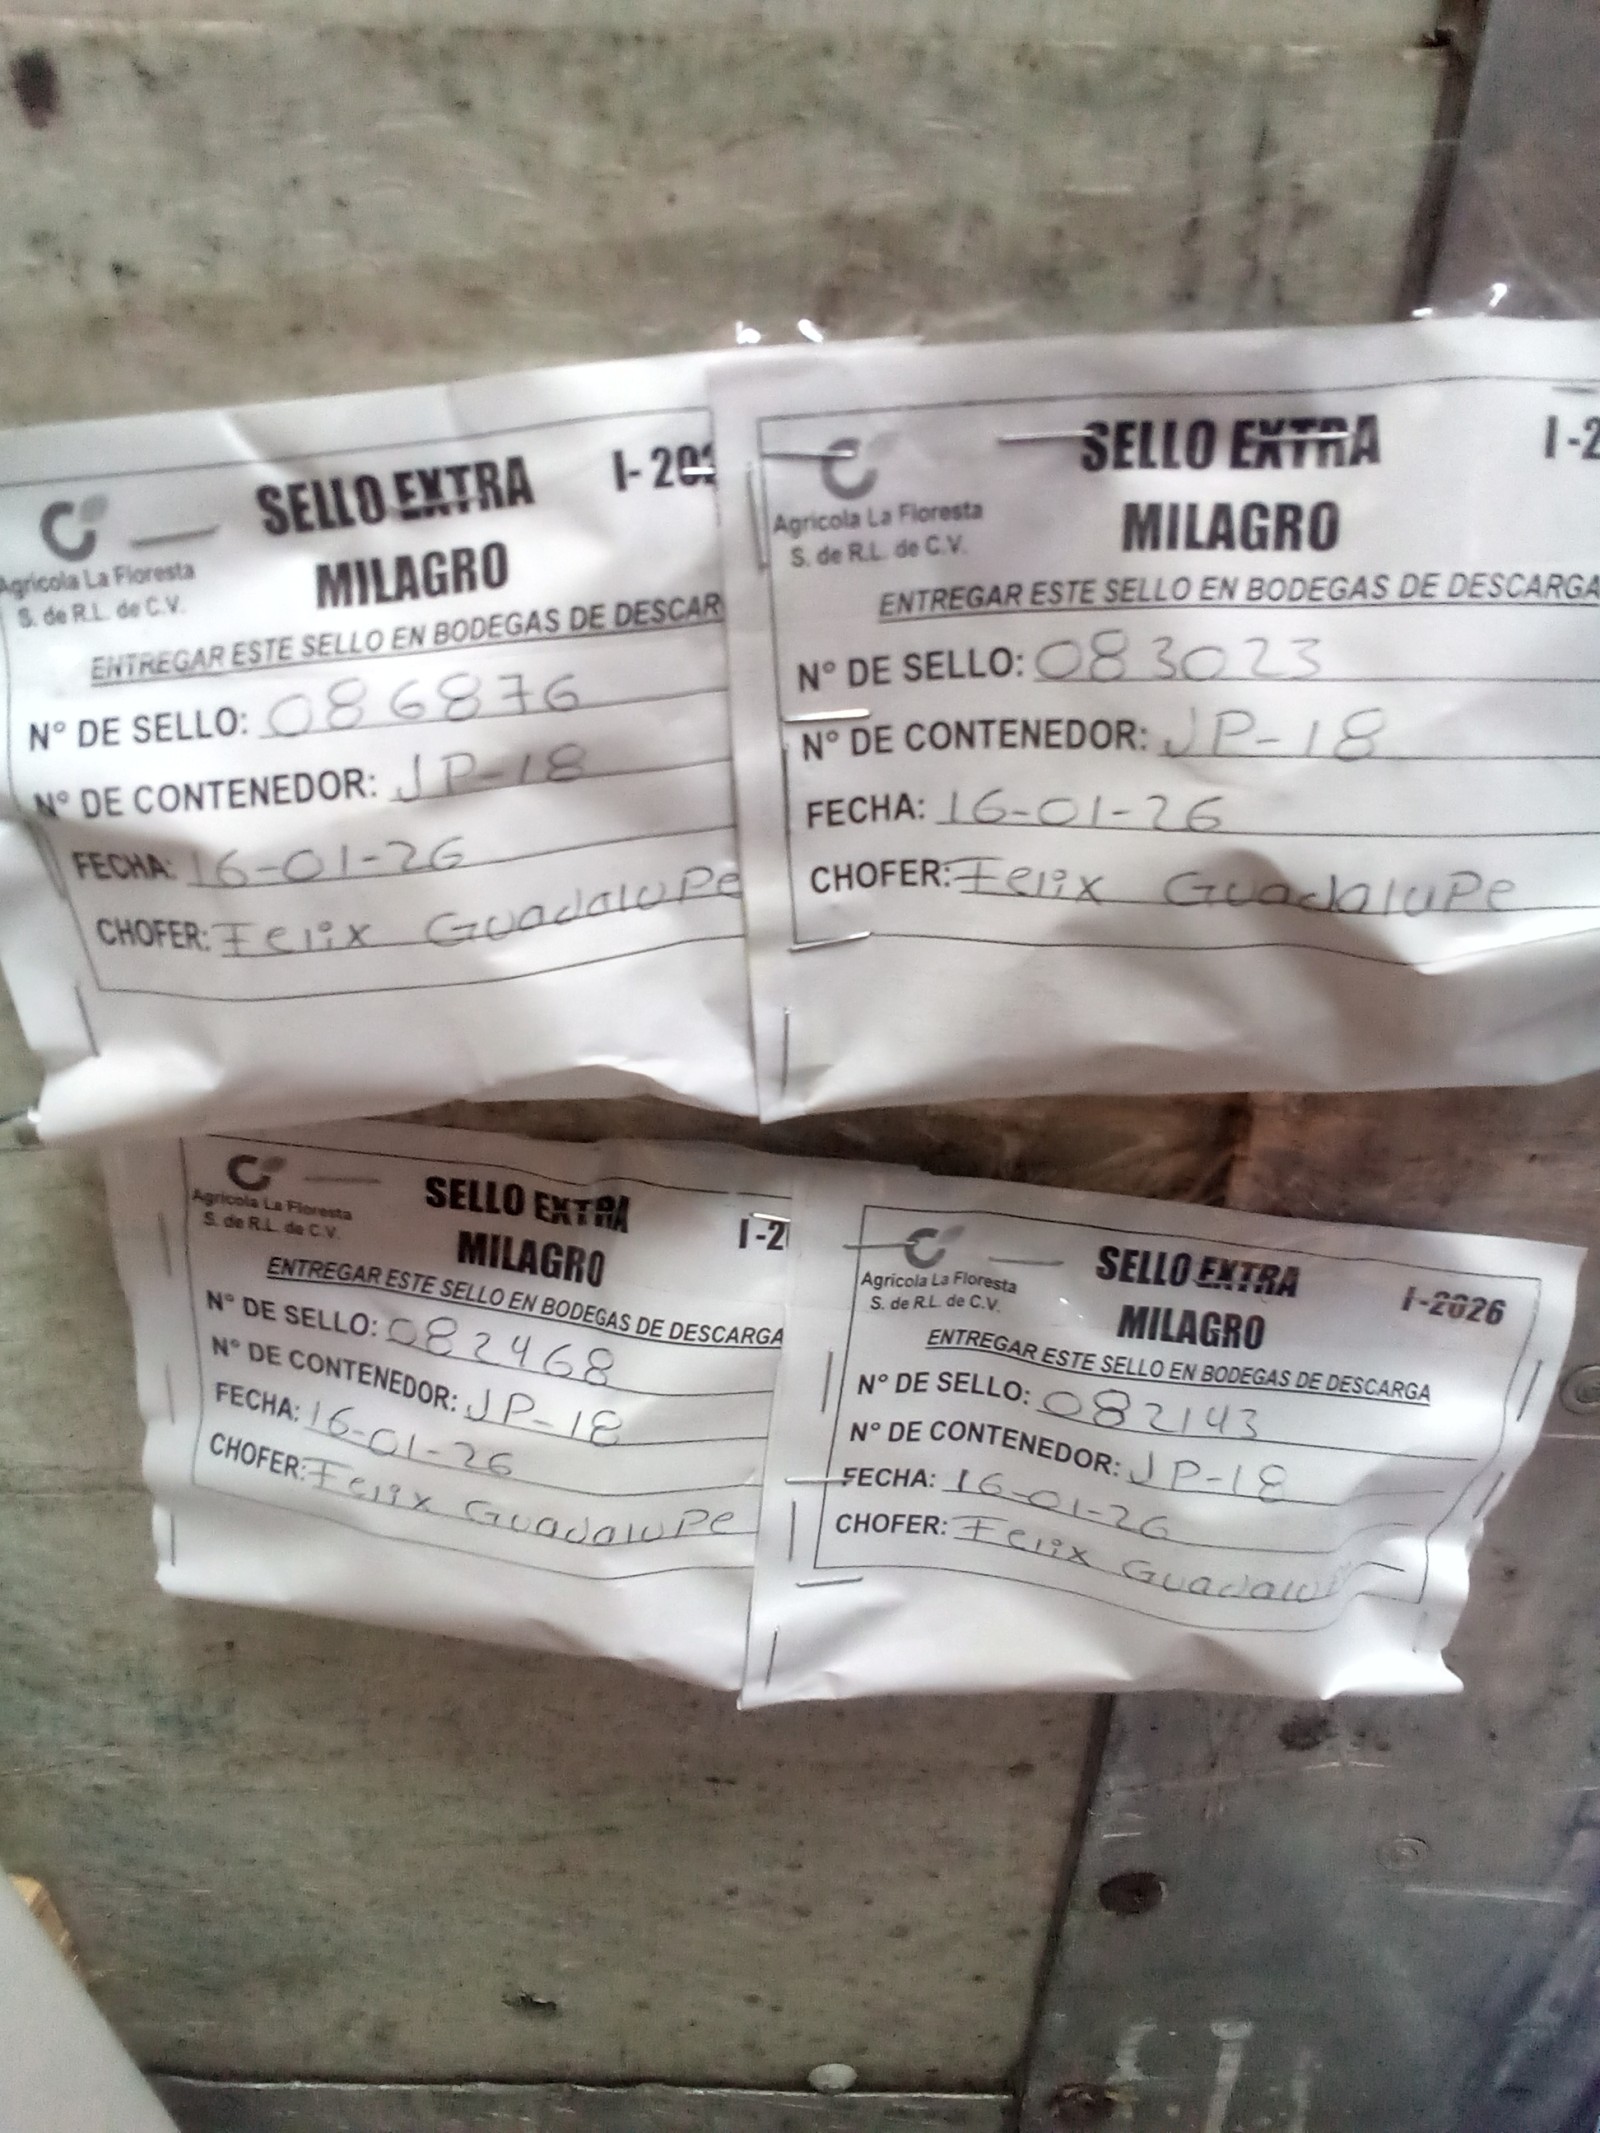 Agrícola La Floresta
S. de R.L. de C.V.
SELLO EXTRA
MILAGRO
ENTREGAR ESTE SELLO EN BODEGAS DE DESCAR
N° DE SELLO: 086876
N° DE CONTENEDOR: JP-18
FECHA: 16-01-26
CHOFER: Felix Guadalupe
Agricola La Floresta
S. de R.L. de C.V.
SELLO EXTRA
I-2
MILAGRO
ENTREGAR ESTE SELLO EN BODEGAS DE DESCARGA
N° DE SELLO: 083023
N° DE CONTENEDOR: JP-18
FECHA: 16-01-26
CHOFER: Felix Guadalupe
Agricola La Floresta
S. de R.L. de C.V.
SELLO EXTRA
I-2
MILAGRO
ENTREGAR ESTE SELLO EN BODEGAS DE DESCARGA
N° DE SELLO: 082468
N° DE CONTENEDOR: JP-18
FECHA: 16-01-26
CHOFER: Felix Guadalupe
Agricola La Floresta
S. de R.L. de C.V.
SELLO EXTRA
I-2026
MILAGRO
ENTREGAR ESTE SELLO EN BODEGAS DE DESCARGA
N° DE SELLO: 082143
N° DE CONTENEDOR: JP-18
FECHA: 16-01-26
CHOFER: Felix Guadalu